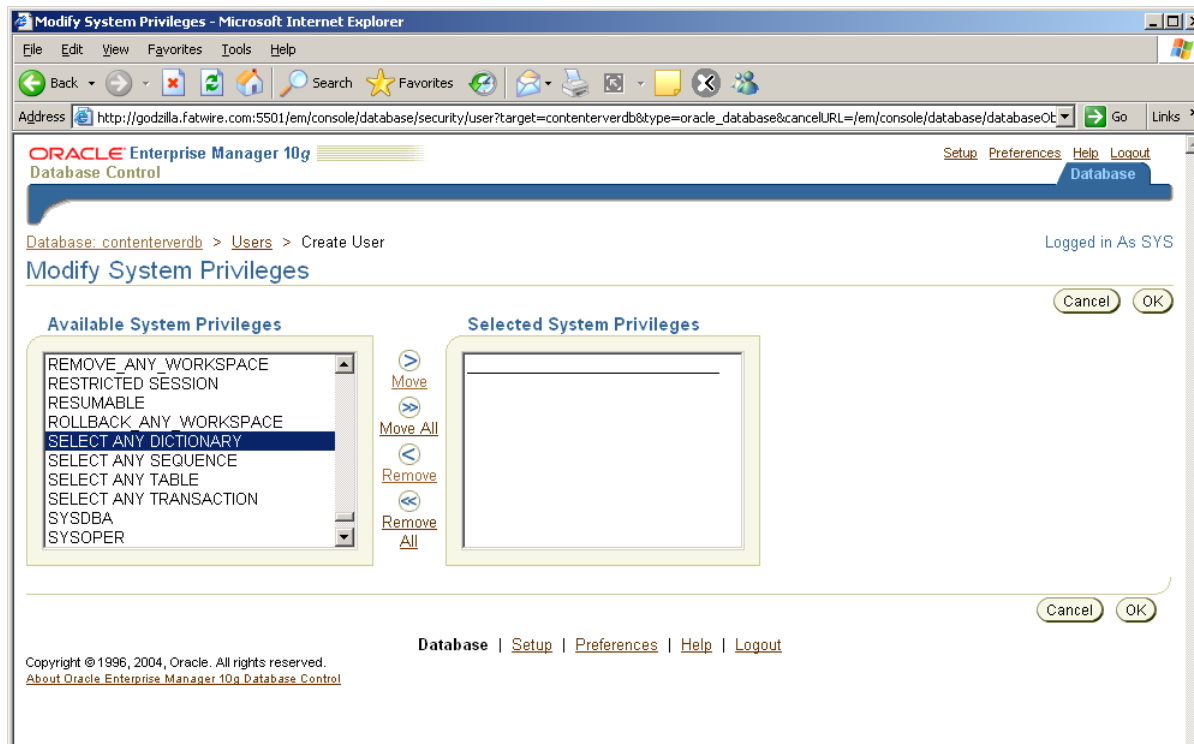 Modify System Privileges - Microsoft Internet Explorer
File Edit View Favorites Tools Help
Back Search Favorites
Address http://godzilla.fatwire.com:5501/em/console/database/security/user?target=contenterverdb&type=oracle_database&cancelURL=/em/console/database/databaseOb Go Links
ORACLE Enterprise Manager 10g
Database Control
Setup Preferences Help Logout
Database
Database: contenterverdb > Users > Create User
Logged in As SYS
Modify System Privileges
Cancel OK
Available System Privileges
REMOVE_ANY_WORKSPACE
RESTRICTED SESSION
RESUMABLE
ROLLBACK_ANY_WORKSPACE
SELECT ANY DICTIONARY
SELECT ANY SEQUENCE
SELECT ANY TABLE
SELECT ANY TRANSACTION
SYSDBA
SYSOPER
Move
Move All
Remove
Remove
All
Selected System Privileges
Cancel OK
Database | Setup | Preferences | Help | Logout
Copyright © 1996, 2004, Oracle. All rights reserved.
About Oracle Enterprise Manager 10g Database Control